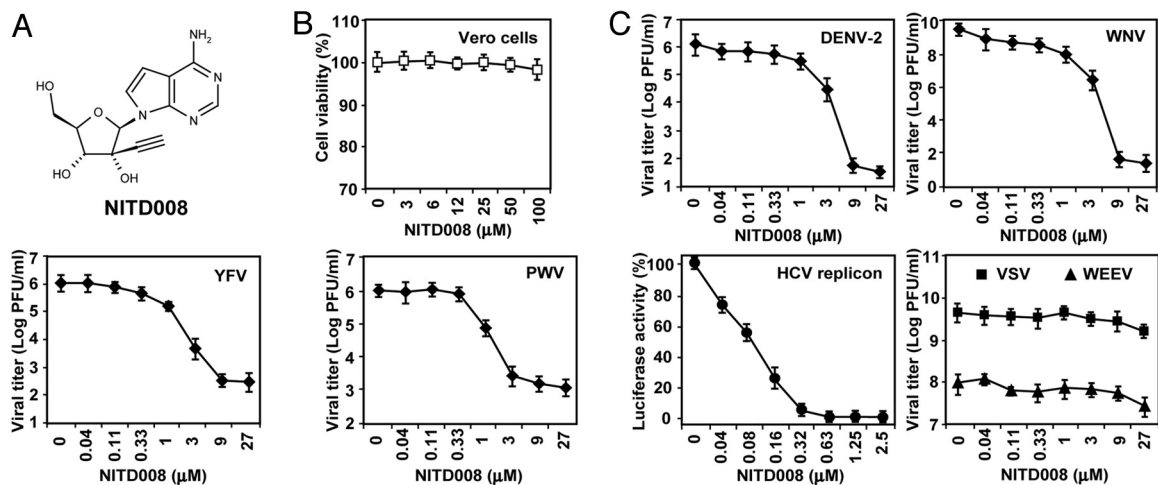 A
NH2
N
N
N
HO
O
HO
OH
NITD008
B
Vero cells
Cell viability (%)
110
100
90
80
70
0 3 6 12 25 50 100
NITD008 (μM)
C
DENV-2
Viral titer (Log PFU/ml)
7
6
5
4
3
2
1
0 0.04 0.11 0.33 1 3 9 27
NITD008 (μM)
WNV
Viral titer (Log PFU/ml)
10
8
6
4
2
0
0 0.04 0.11 0.33 1 3 9 27
NITD008 (μM)
YFV
Viral titer (Log PFU/ml)
7
6
5
4
3
2
1
0 0.04 0.11 0.33 1 3 9 27
NITD008 (μM)
PWV
Viral titer (Log PFU/ml)
7
6
5
4
3
2
0 0.04 0.11 0.33 1 3 9 27
NITD008 (μM)
HCV replicon
Luciferase activity (%)
100
80
60
40
20
0
0 0.04 0.08 0.16 0.32 0.63 1.25 2.5
NITD008 (μM)
VSV WEEV
Viral titer (Log PFU/ml)
11
10
9
8
7
0 0.04 0.11 0.33 1 3 9 27
NITD008 (μM)